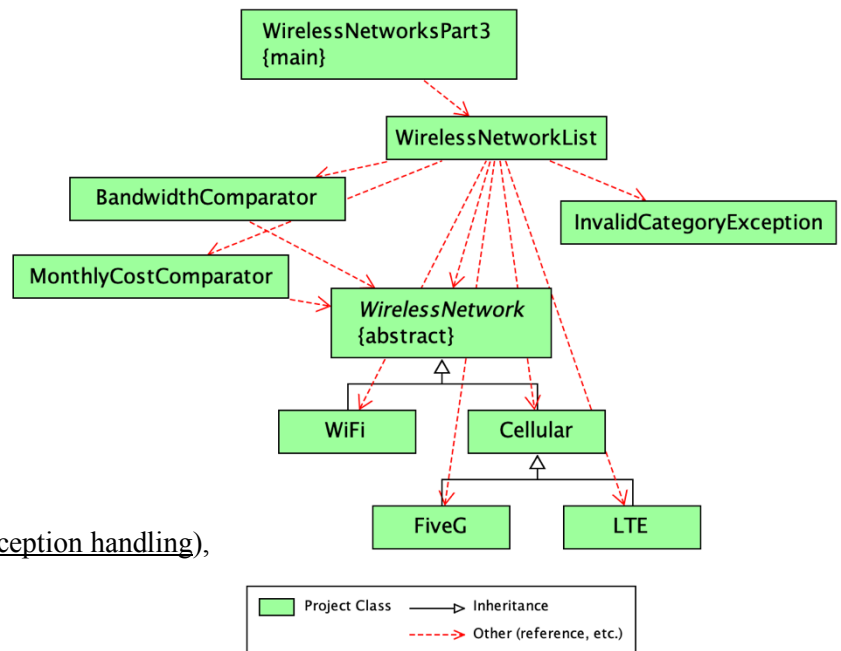 WirelessNetworksPart3
{main}
WirelessNetworkList
BandwidthComparator
InvalidCategoryException
MonthlyCostComparator
WirelessNetwork
{abstract}
WiFi
Cellular
FiveG
LTE
ception handling),
Project Class
Inheritance
Other (reference, etc.)